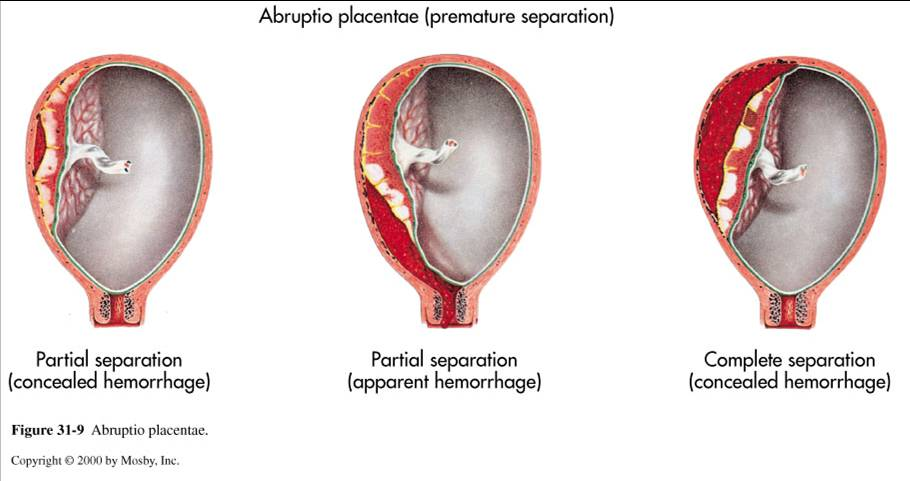 Abruptio placentae (premature separation)
Partial separation
(concealed hemorrhage)
Partial separation
(apparent hemorrhage)
Complete separation
(concealed hemorrhage)
Figure 31-9 Abruptio placentae.
Copyright © 2000 by Mosby, Inc.